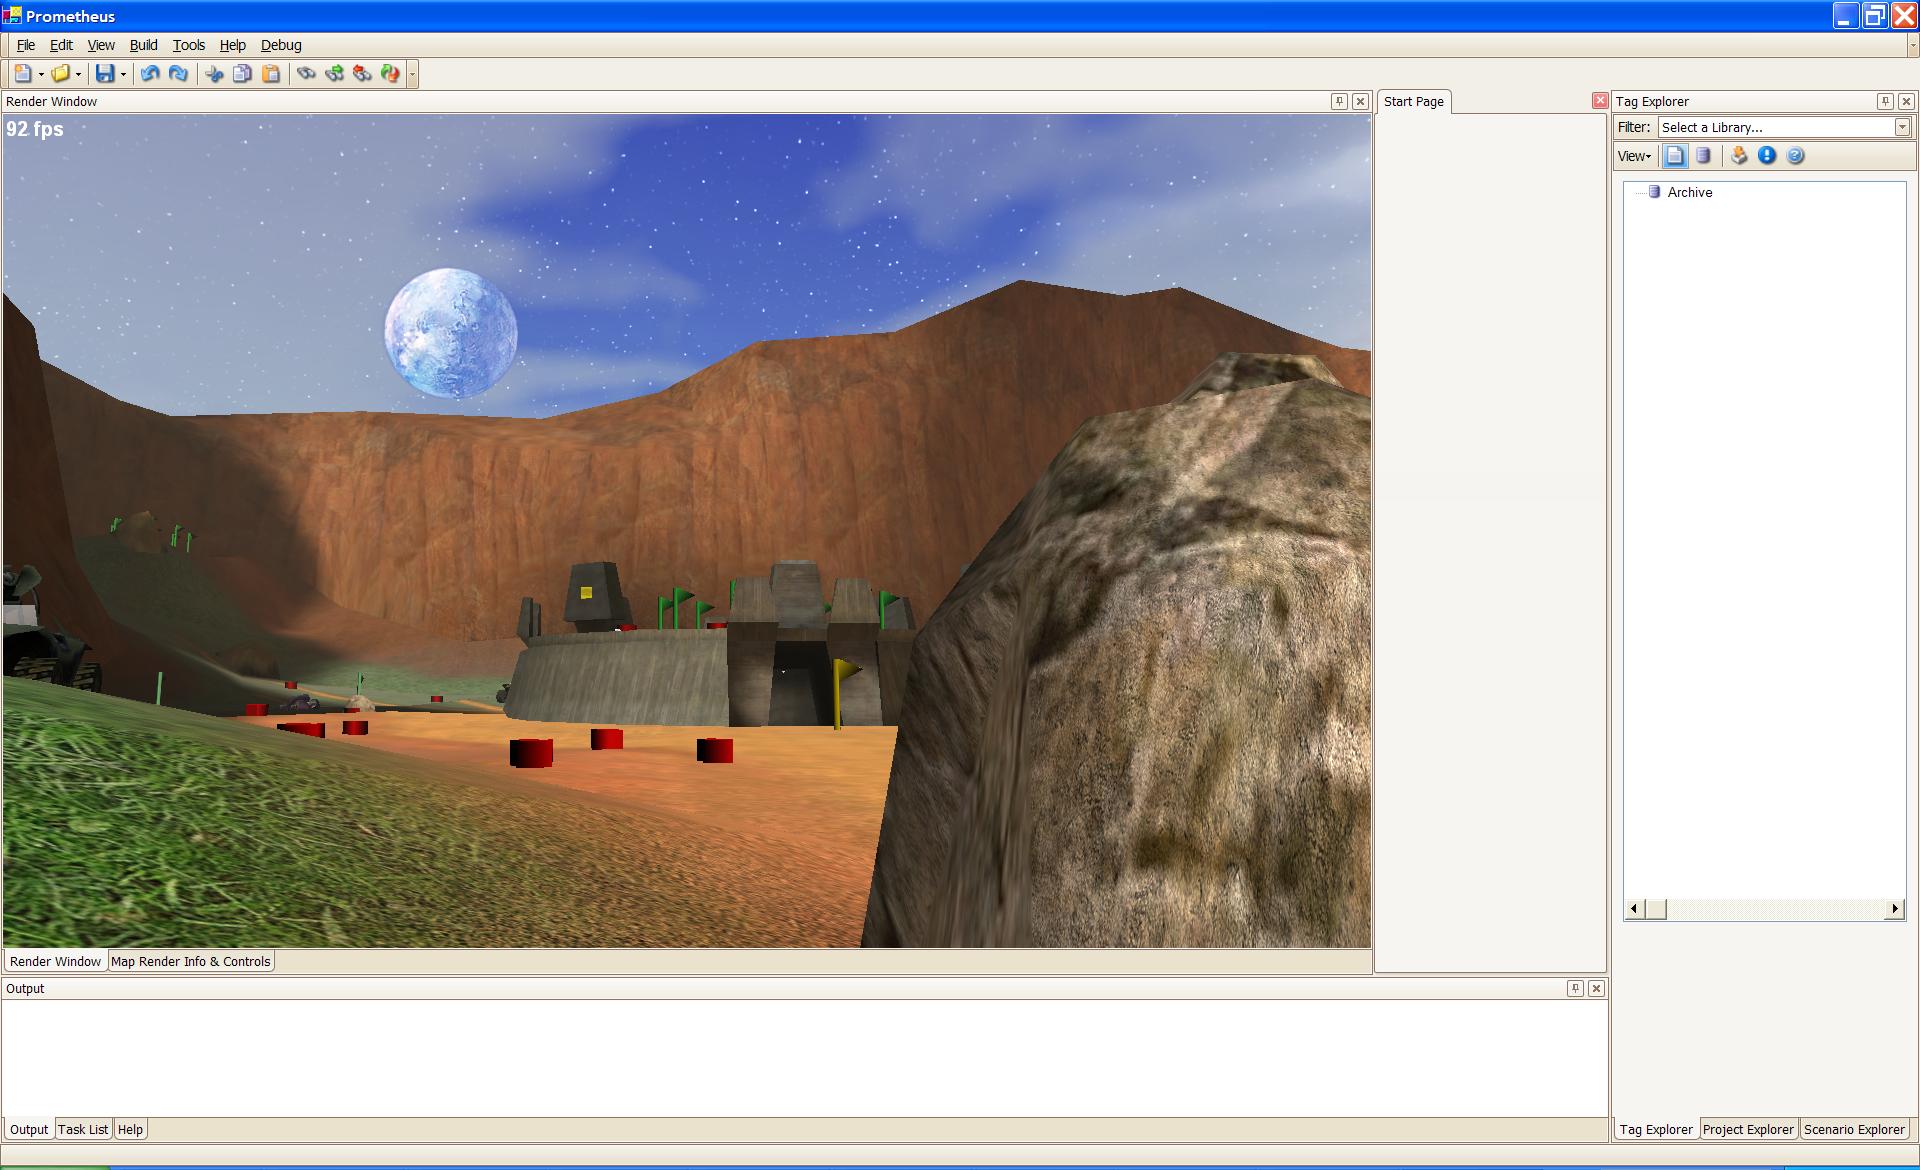 Prometheus
File Edit View Build Tools Help Debug
Render Window
92 fps
Render Window Map Render Info & Controls
Start Page
Tag Explorer
Filter: Select a Library...
View
Archive
Output
Output Task List Help
Tag Explorer Project Explorer Scenario Explorer